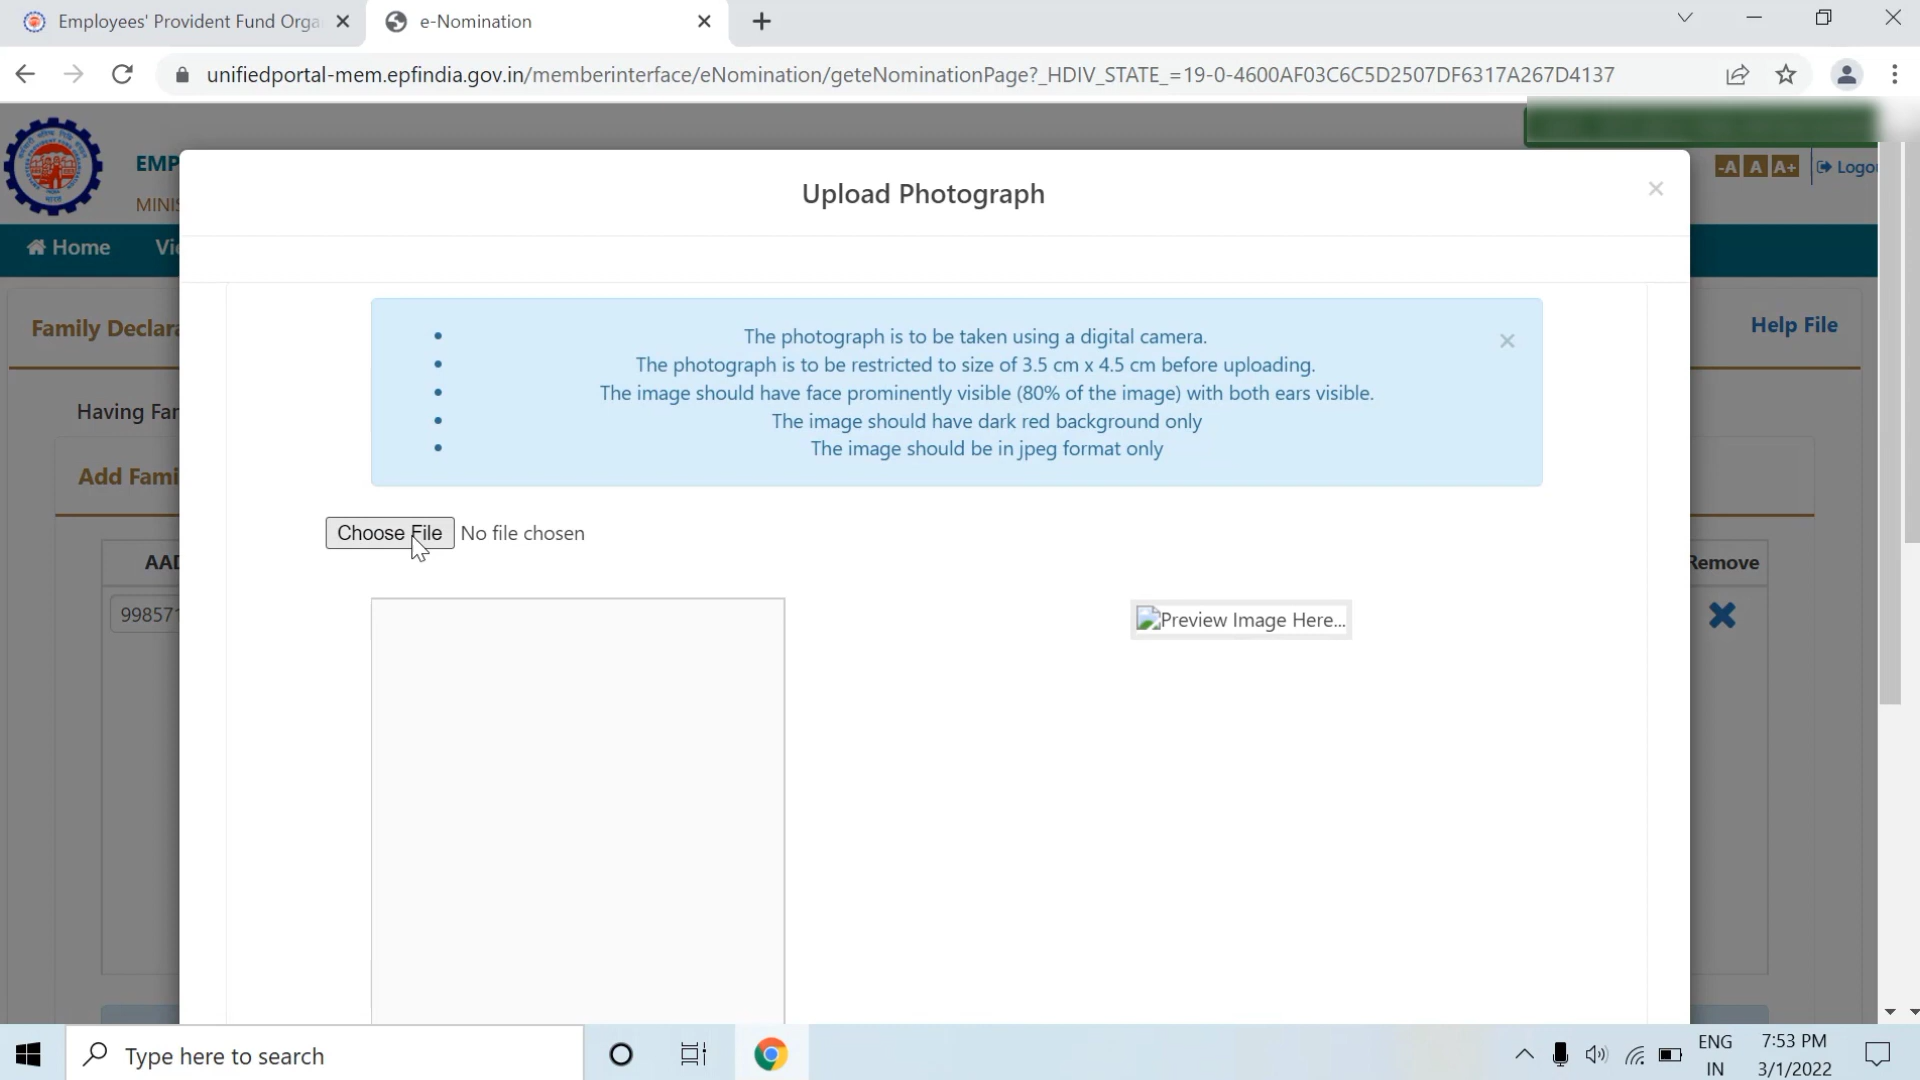 Employees' Provident Fund Orga
e-Nomination
unifiedportal-mem.epfindia.gov.in/memberinterface/eNomination/geteNominationPage?_HDIV_STATE_=19-0-4600AF03C6C5D2507DF6317A267D4137
EMP
MINIS
-A A A+ Logou
Home Vi
Upload Photograph
Family Declara
Help File
The photograph is to be taken using a digital camera.
The photograph is to be restricted to size of 3.5 cm x 4.5 cm before uploading.
The image should have face prominently visible (80% of the image) with both ears visible.
The image should have dark red background only
The image should be in jpeg format only
Having Fam
Add Famil
Choose File No file chosen
AAD
Remove
99857
Preview Image Here...
Type here to search
ENG
IN
7:53 PM
3/1/2022